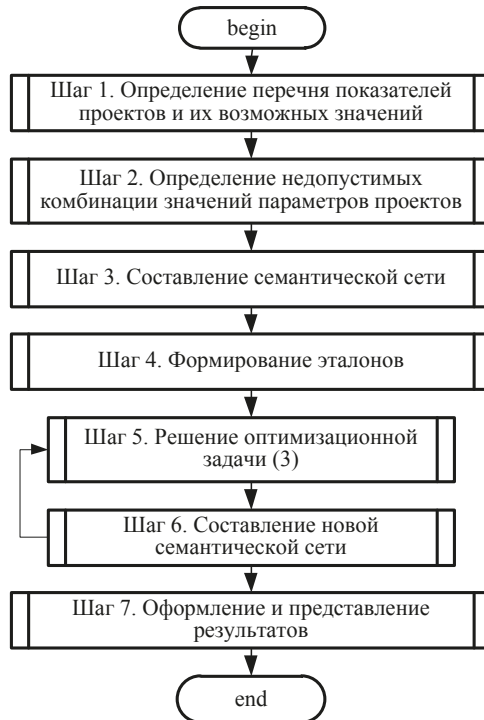 begin
Шаг 1. Определение перечня показателей
проектов и их возможных значений
Шаг 2. Определение недопустимых
комбинации значений параметров проектов
Шаг 3. Составление семантической сети
Шаг 4. Формирование эталонов
Шаг 5. Решение оптимизационной
задачи (3)
Шаг 6. Составление новой
семантической сети
Шаг 7. Оформление и представление
результатов
end